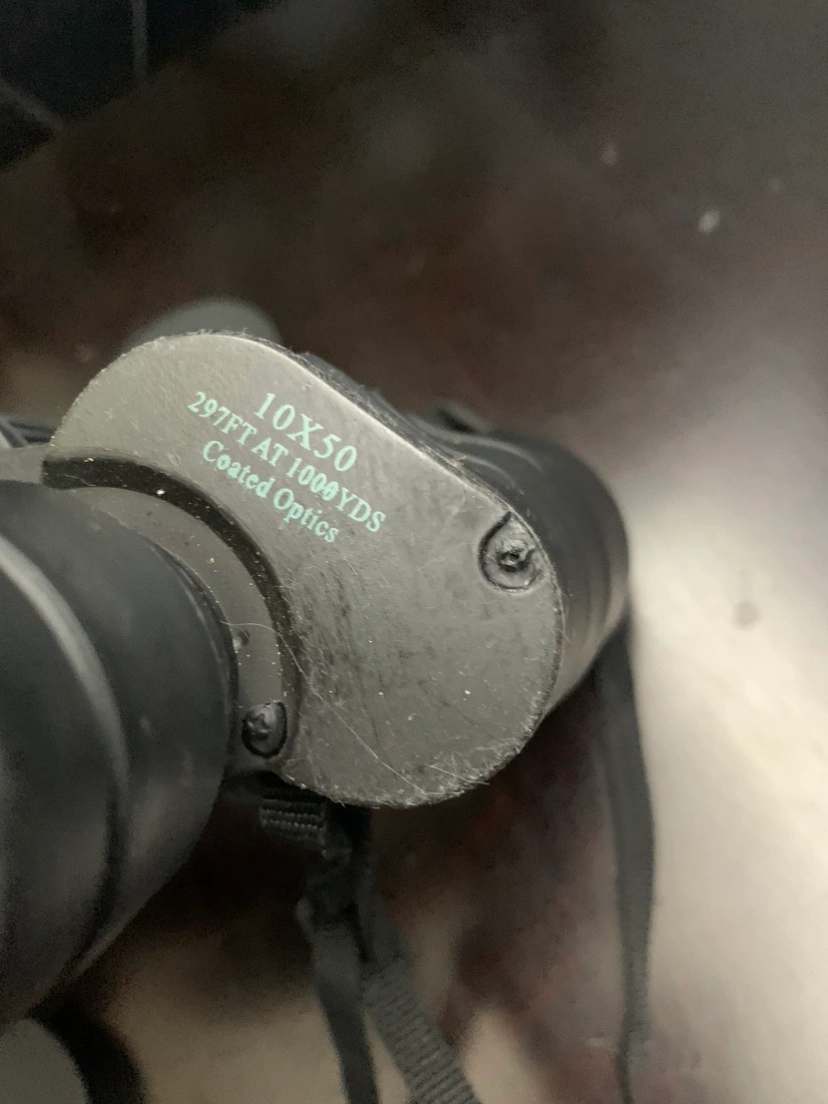 10X50
297FT AT 1000YDS
Coated Optics